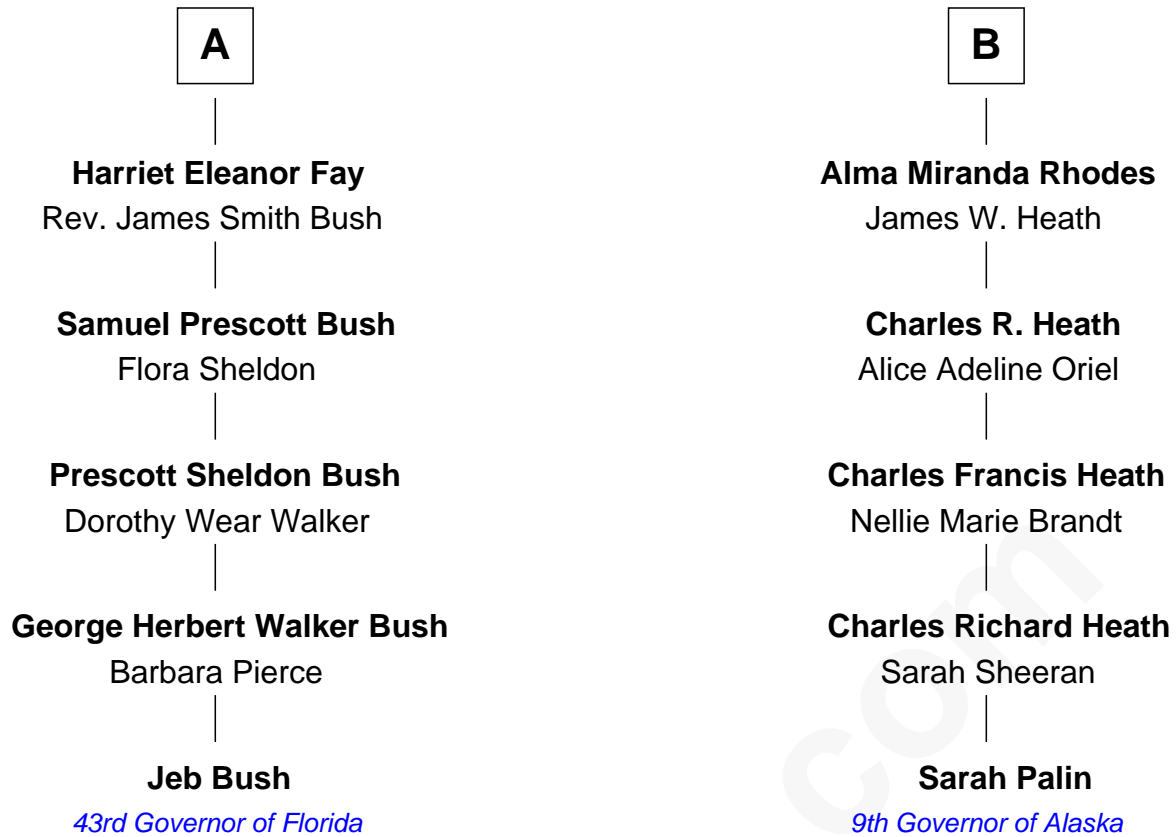 A
Harriet Eleanor Fay
Rev. James Smith Bush
Samuel Prescott Bush
Flora Sheldon
Prescott Sheldon Bush
Dorothy Wear Walker
George Herbert Walker Bush
Barbara Pierce
Jeb Bush
43rd Governor of Florida
B
Alma Miranda Rhodes
James W. Heath
Charles R. Heath
Alice Adeline Oriel
Charles Francis Heath
Nellie Marie Brandt
Charles Richard Heath
Sarah Sheeran
Sarah Palin
9th Governor of Alaska
com